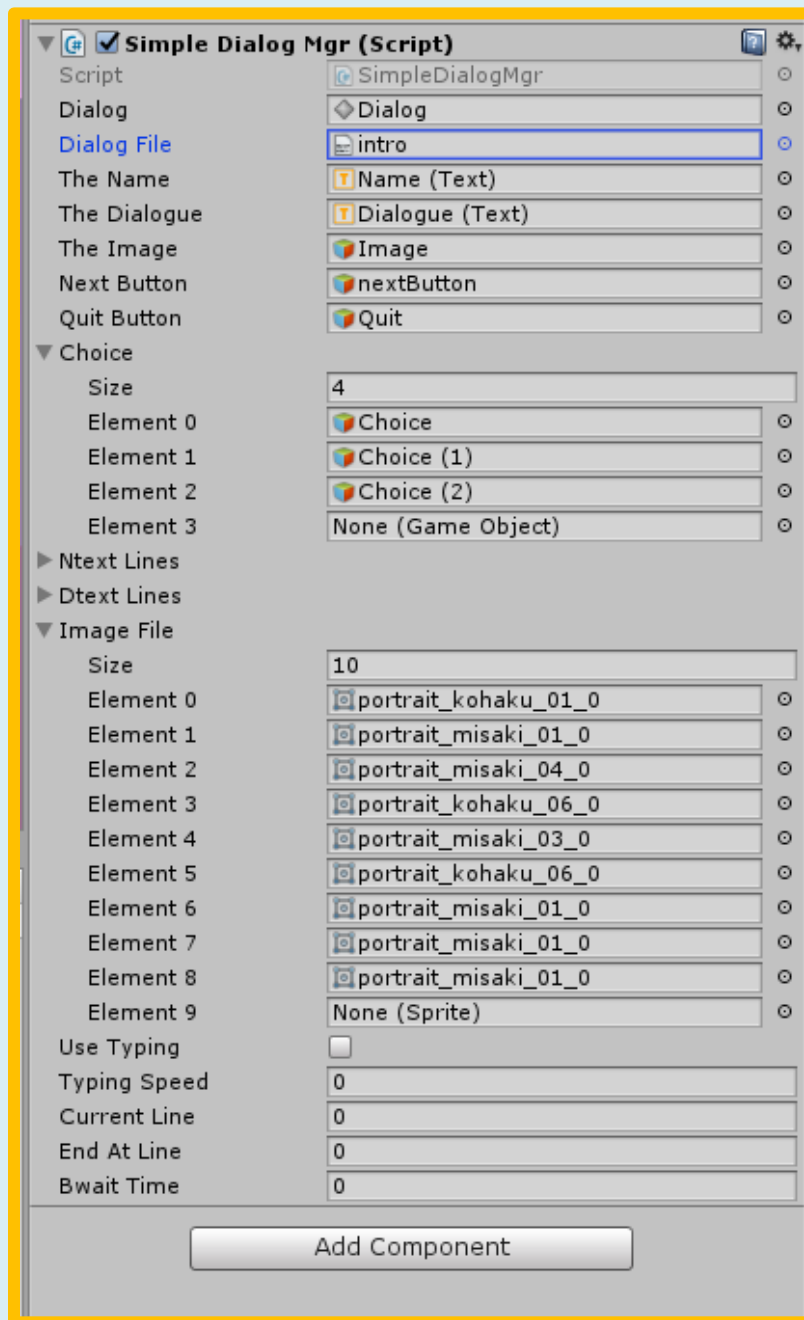 Simple Dialog Mgr (Script)
Script SimpleDialogMgr
Dialog Dialog
Dialog File intro
The Name Name (Text)
The Dialogue Dialogue (Text)
The Image Image
Next Button nextButton
Quit Button Quit
Choice
Size 4
Element 0 Choice
Element 1 Choice (1)
Element 2 Choice (2)
Element 3 None (Game Object)
Ntext Lines
Dtext Lines
Image File
Size 10
Element 0 portrait_kohaku_01_0
Element 1 portrait_misaki_01_0
Element 2 portrait_misaki_04_0
Element 3 portrait_kohaku_06_0
Element 4 portrait_misaki_03_0
Element 5 portrait_kohaku_06_0
Element 6 portrait_misaki_01_0
Element 7 portrait_misaki_01_0
Element 8 portrait_misaki_01_0
Element 9 None (Sprite)
Use Typing
Typing Speed 0
Current Line 0
End At Line 0
Bwait Time 0
Add Component